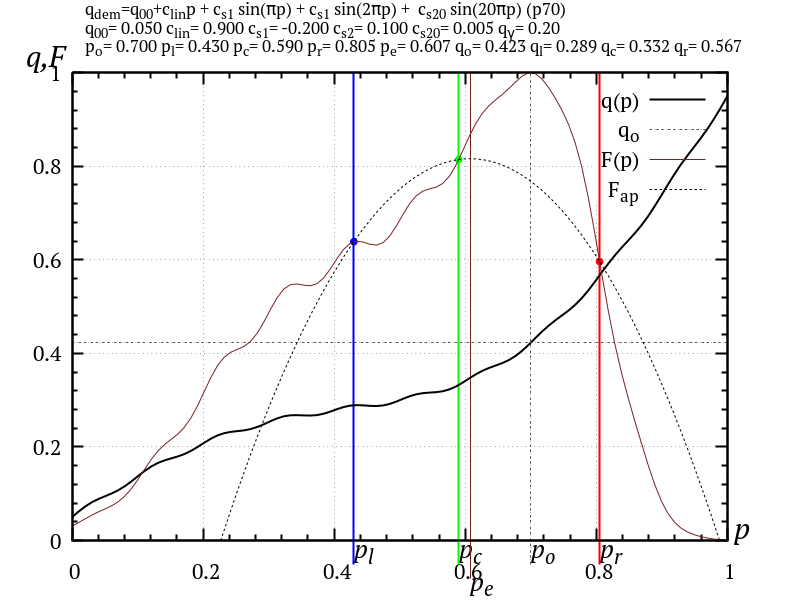 q_dem=q_00+c_lin p + c_s1 sin(πp) + c_s1 sin(2πp) + c_s20 sin(20πp) (p70)
q_00= 0.050 c_lin= 0.900 c_s1= -0.200 c_s2= 0.100 c_s20= 0.005 q_γ= 0.20
p_o= 0.700 p_l= 0.430 p_c= 0.590 p_r= 0.805 p_e= 0.607 q_o= 0.423 q_l= 0.289 q_c= 0.332 q_r= 0.567
q,F
1
q(p)
q_o
F(p)
F_ap
0.8
0.6
0.4
0.2
0
p
p_l p_c p_o p_r
0 0.2 0.4 0.6 0.8 1
p_e